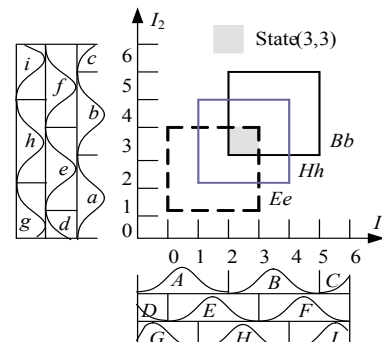 I₂
State(3,3)
i
f
c
h
e
b
g
d
a
6
5
4
3
2
1
0
Bb
Hh
Ee
I
0 1 2 3 4 5 6
A B C
D E F
G H I